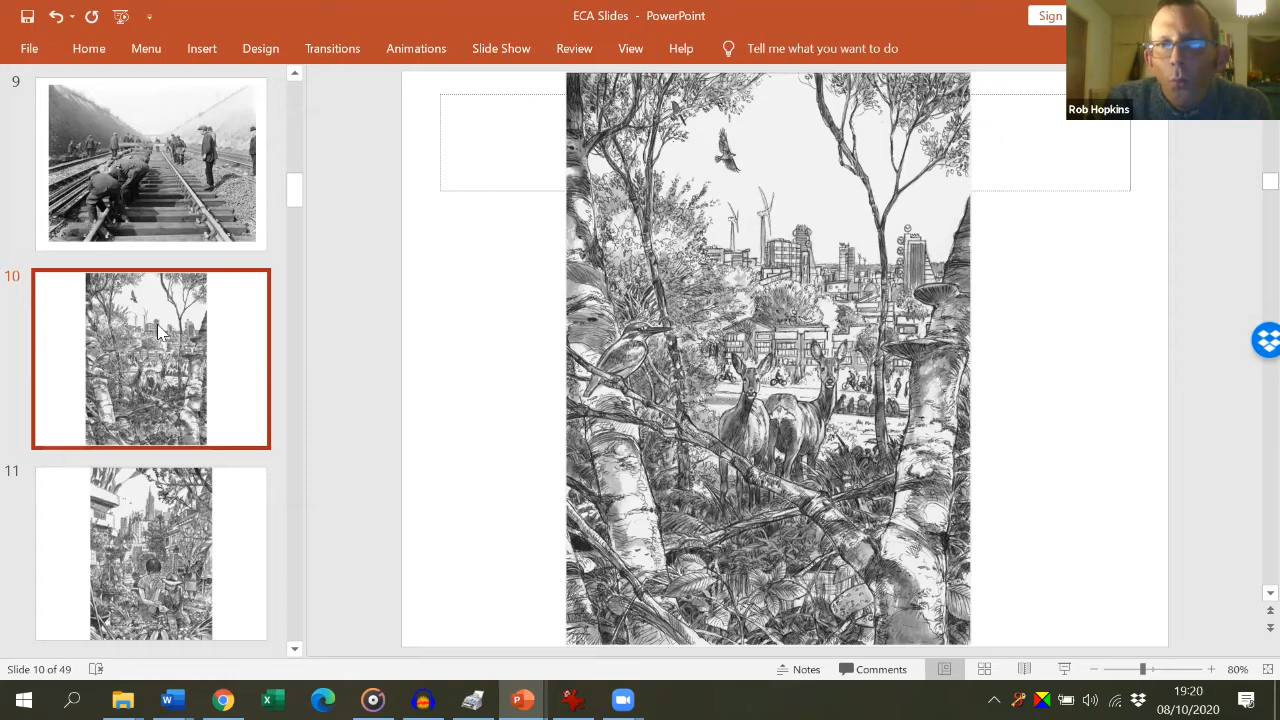 ECA Slides - PowerPoint
Sign
File
Home
Menu
Insert
Design
Transitions
Animations
Slide Show
Review
View
Help
Tell me what you want to do
Rob Hopkins
9
10
11
Slide 10 of 49
Notes
Comments
80%
19:20
08/10/2020